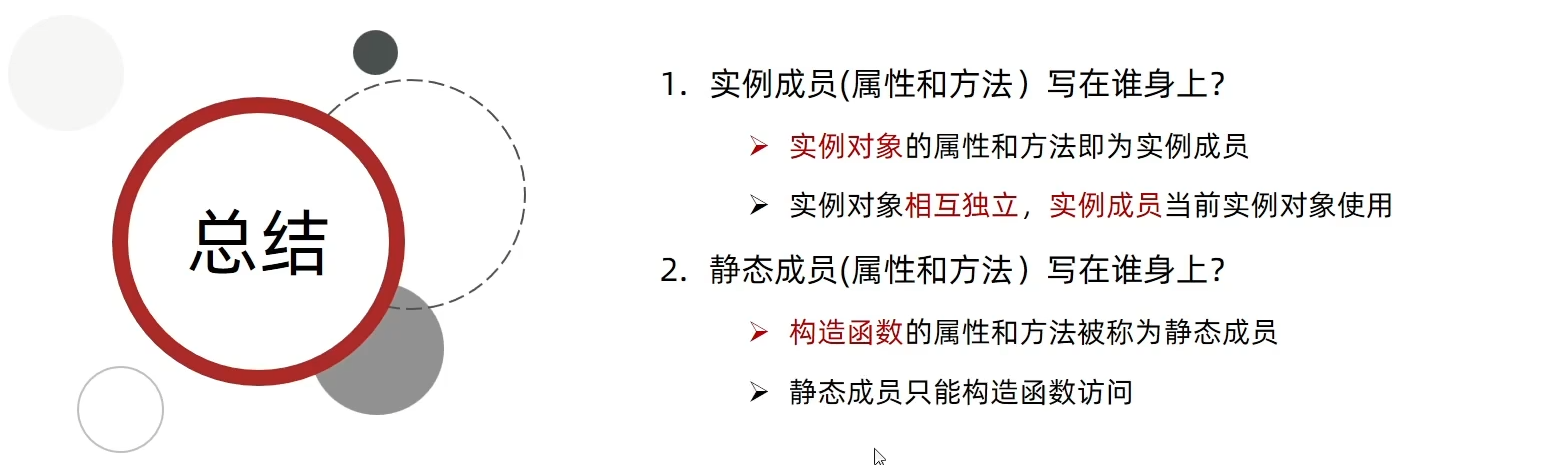 总结
1. 实例成员(属性和方法）写在谁身上？
➢ 实例对象的属性和方法即为实例成员
➢ 实例对象相互独立，实例成员当前实例对象使用
2. 静态成员(属性和方法）写在谁身上？
➢ 构造函数的属性和方法被称为静态成员
➢ 静态成员只能构造函数访问